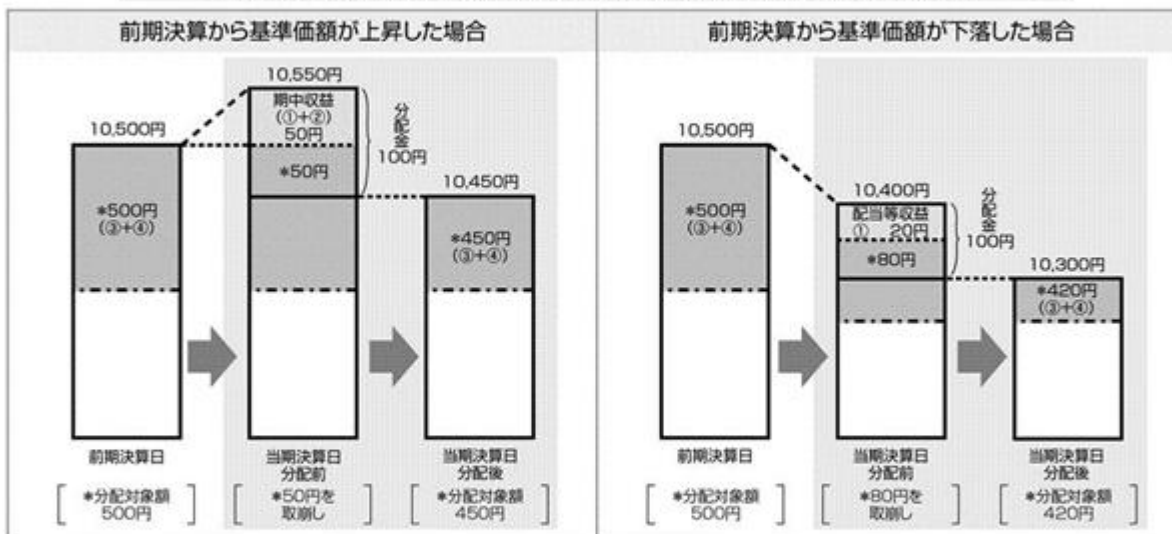 前期決算から基準価額が上昇した場合
10,550円
期中収益
(①+②)
50円
10,500円
分配金
100円
*50円
10,450円
*500円
(③+④)
*450円
(③+④)
前期決算日
当期決算日
分配前
当期決算日
分配後
*分配対象額
500円
*50円を
取崩し
*分配対象額
450円
前期決算から基準価額が下落した場合
10,500円
10,400円
配当等収益
① 20円
分配金
100円
*500円
(③+④)
*80円
10,300円
*420円
(③+④)
前期決算日
当期決算日
分配前
当期決算日
分配後
*分配対象額
500円
*80円を
取崩し
*分配対象額
420円